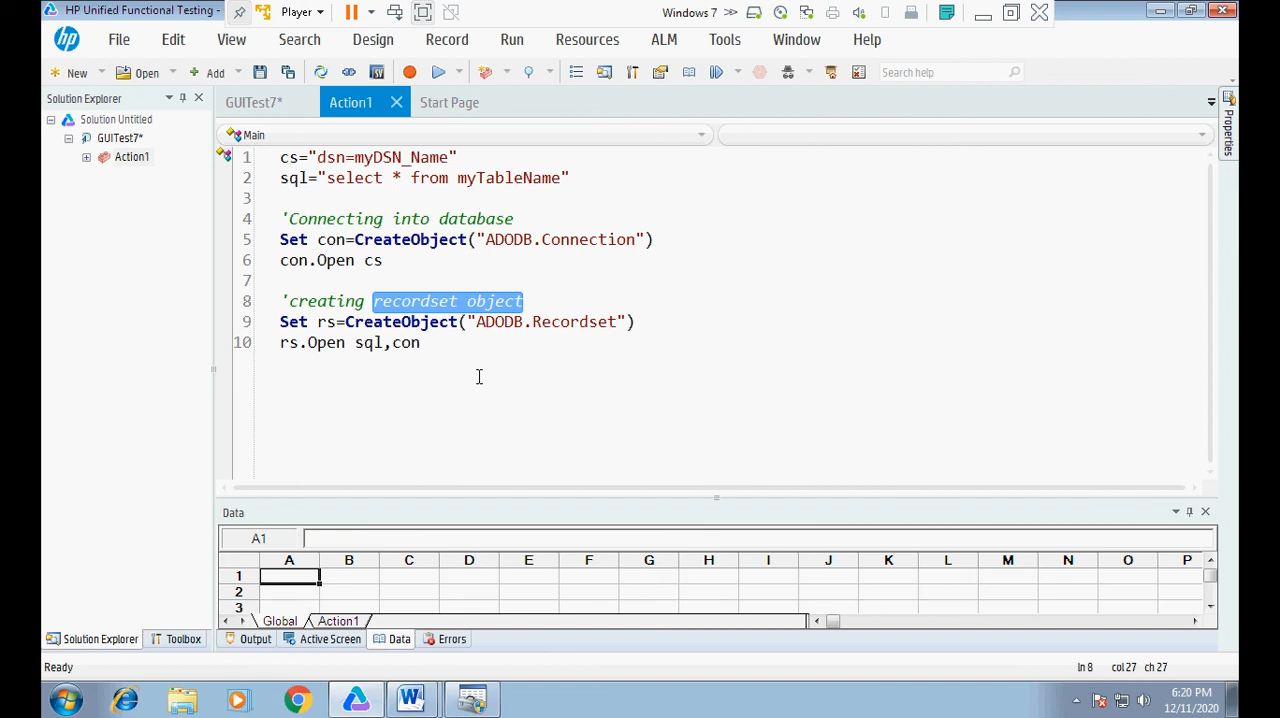 HP Unified Functional Testing -
Player
Windows 7
File Edit View Search Design Record Run Resources ALM Tools Window Help
New Open Add Search help
Solution Explorer
GUITest7* Action1 Start Page
Solution Untitled
GUITest7*
Action1
Main
Properties
1 cs="dsn=myDSN_Name"
2 sql="select * from myTableName"
3
4 'Connecting into database
5 Set con=CreateObject("ADODB.Connection")
6 con.Open cs
7
8 'creating recordset object
9 Set rs=CreateObject("ADODB.Recordset")
10 rs.Open sql,con
Data
A1
A B C D E F G H I J K L M N O P
1
2
3
Global Action1
Solution Explorer Toolbox Output Active Screen Data Errors
Ready ln 8 col 27 ch 27
6:20 PM
12/11/2020